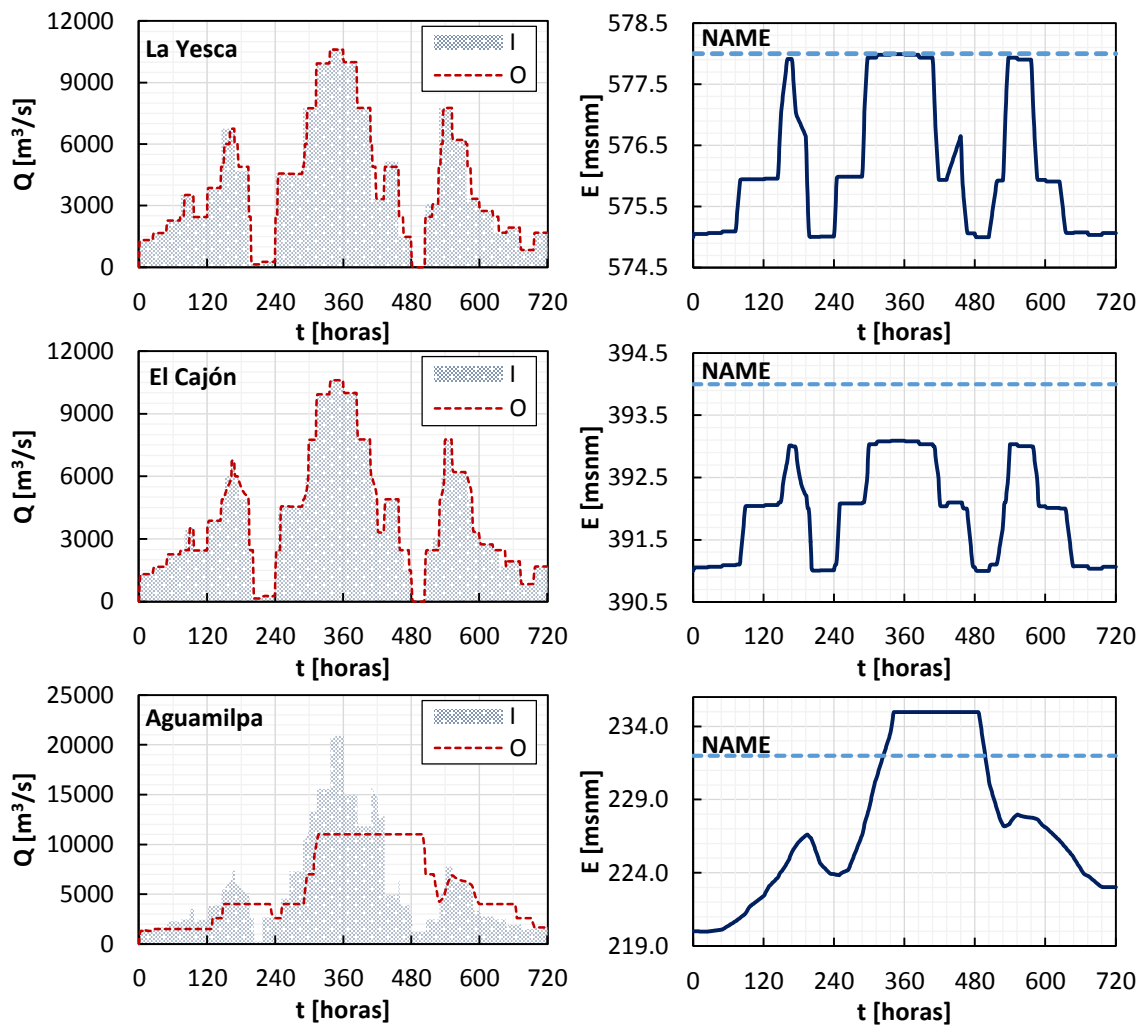 La Yesca
I
O
Q [m³/s]
12000
9000
6000
3000
0
0 120 240 360 480 600 720
t [horas]
NAME
E [msnm]
578.5
577.5
576.5
575.5
574.5
0 120 240 360 480 600 720
t [horas]
El Cajón
I
O
Q [m³/s]
12000
9000
6000
3000
0
0 120 240 360 480 600 720
t [horas]
NAME
E [msnm]
394.5
393.5
392.5
391.5
390.5
0 120 240 360 480 600 720
t [horas]
Aguamilpa
I
O
Q [m³/s]
25000
20000
15000
10000
5000
0
0 120 240 360 480 600 720
t [horas]
NAME
E [msnm]
234.0
229.0
224.0
219.0
0 120 240 360 480 600 720
t [horas]